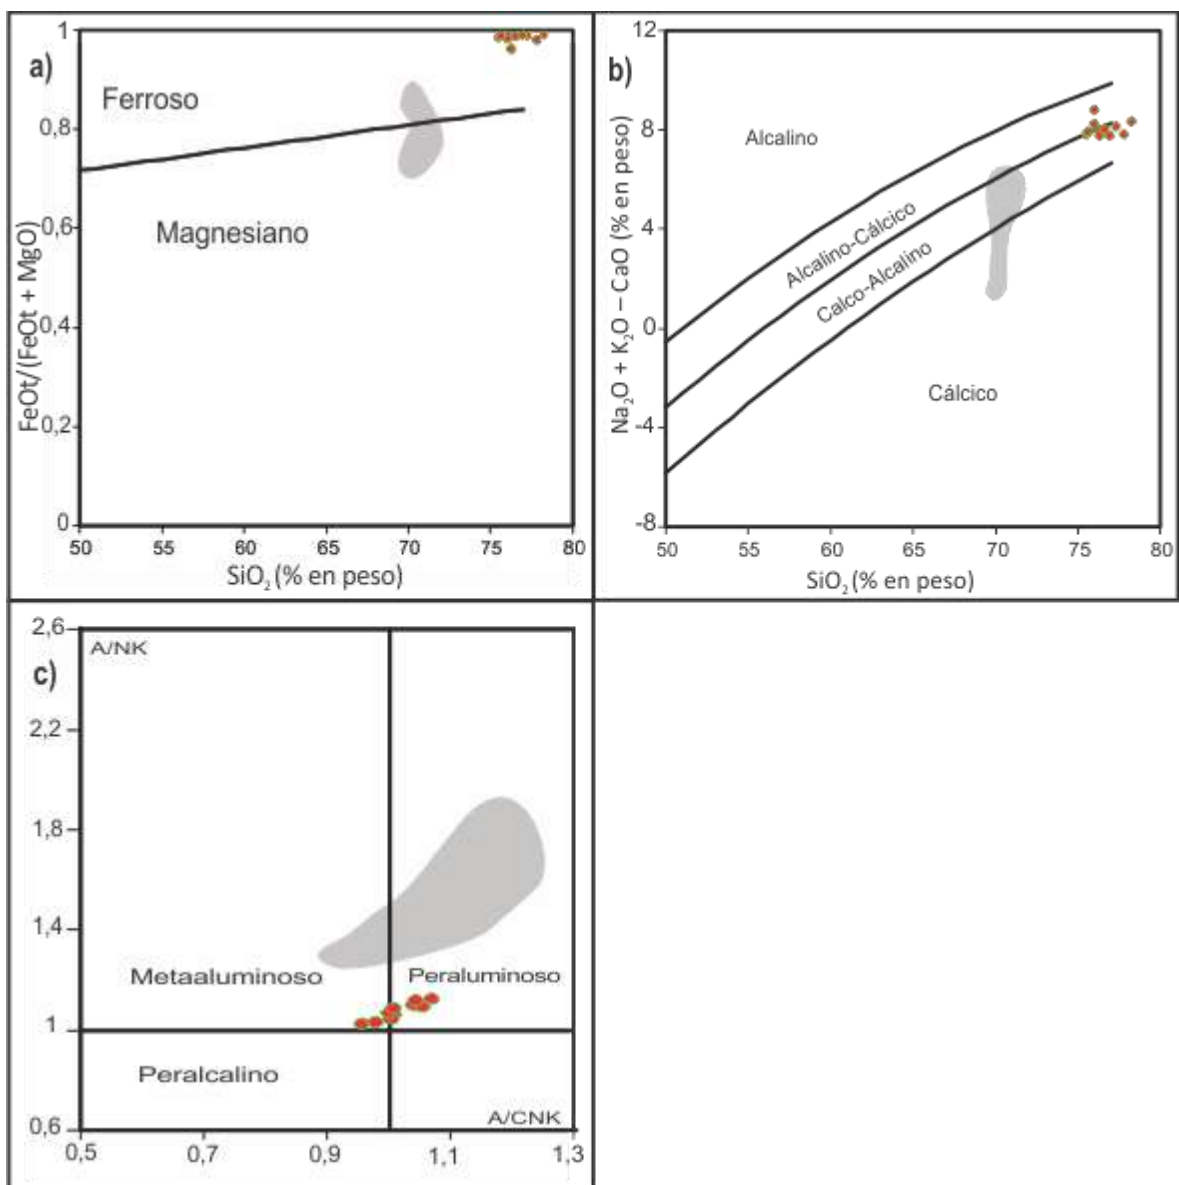 a)
FeOt/(FeOt + MgO)
1
0,8
0,6
0,4
0,2
0
Ferroso
Magnesiano
50 55 60 65 70 75 80
SiO₂ (% en peso)
b)
Na₂O + K₂O – CaO (% en peso)
12
8
4
0
-4
-8
Alcalino
Alcalino-Cálcico
Calco-Alcalino
Cálcico
50 55 60 65 70 75 80
SiO₂ (% en peso)
c)
A/NK
2,6
2,2
1,8
1,4
1
0,6
Metaaluminoso
Peraluminoso
Peralcalino
A/CNK
0,5 0,7 0,9 1,1 1,3